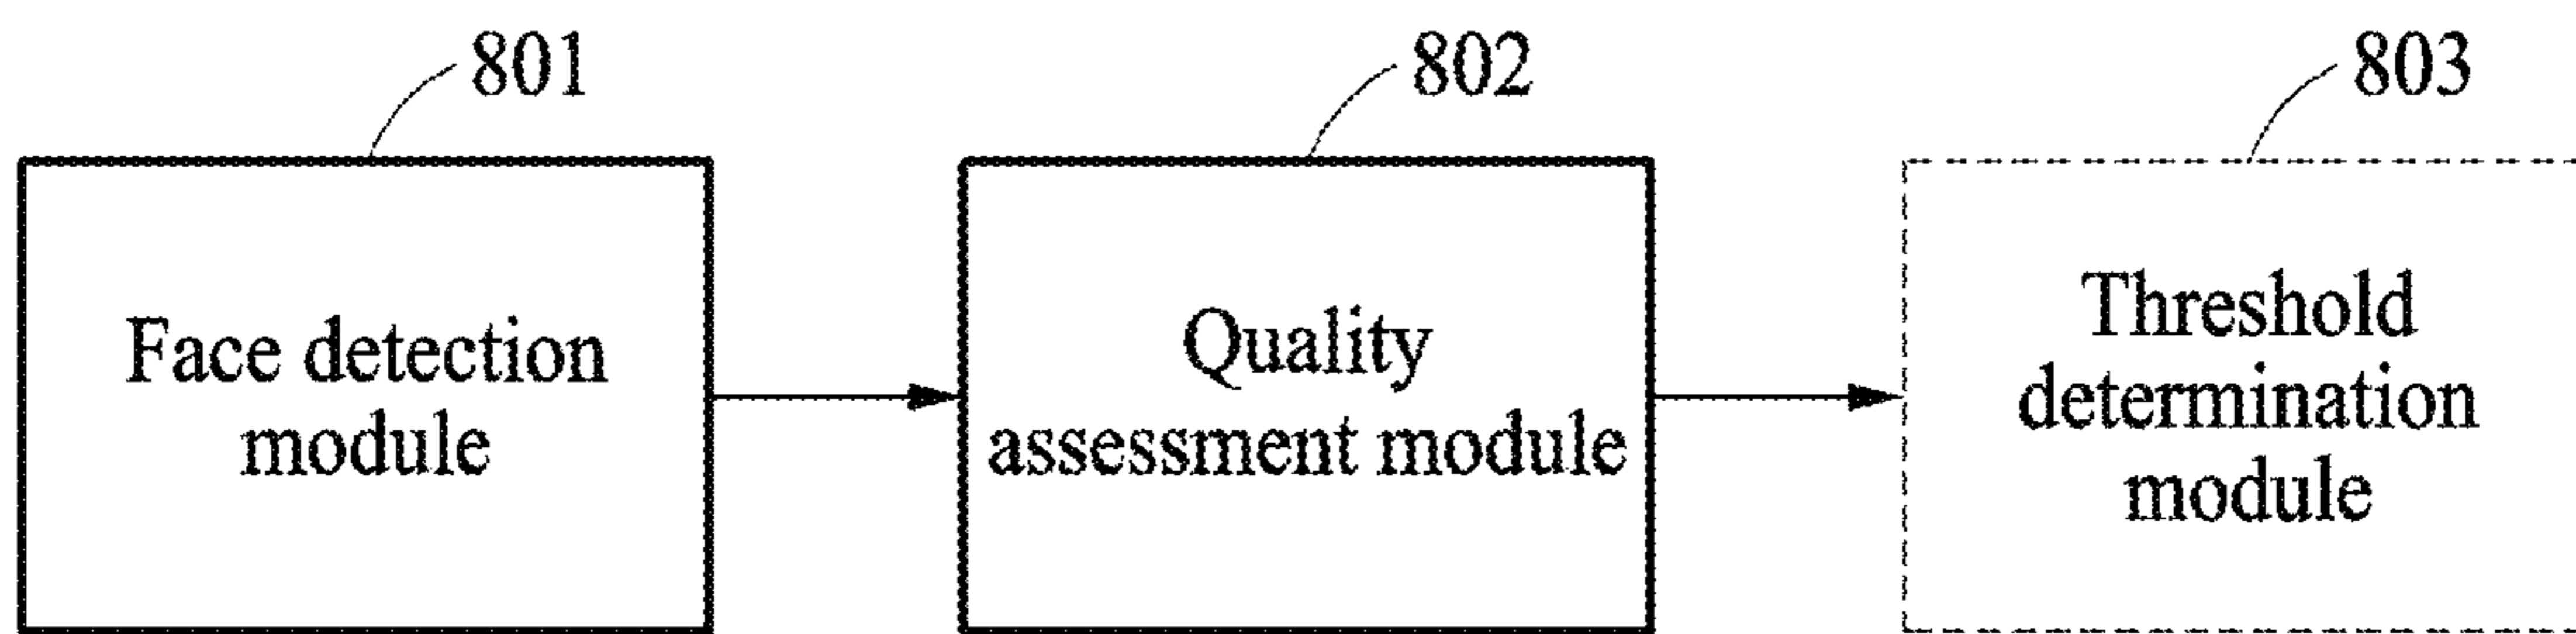 801
802
803
Face detection
module
Quality
assessment module
Threshold
determination
module